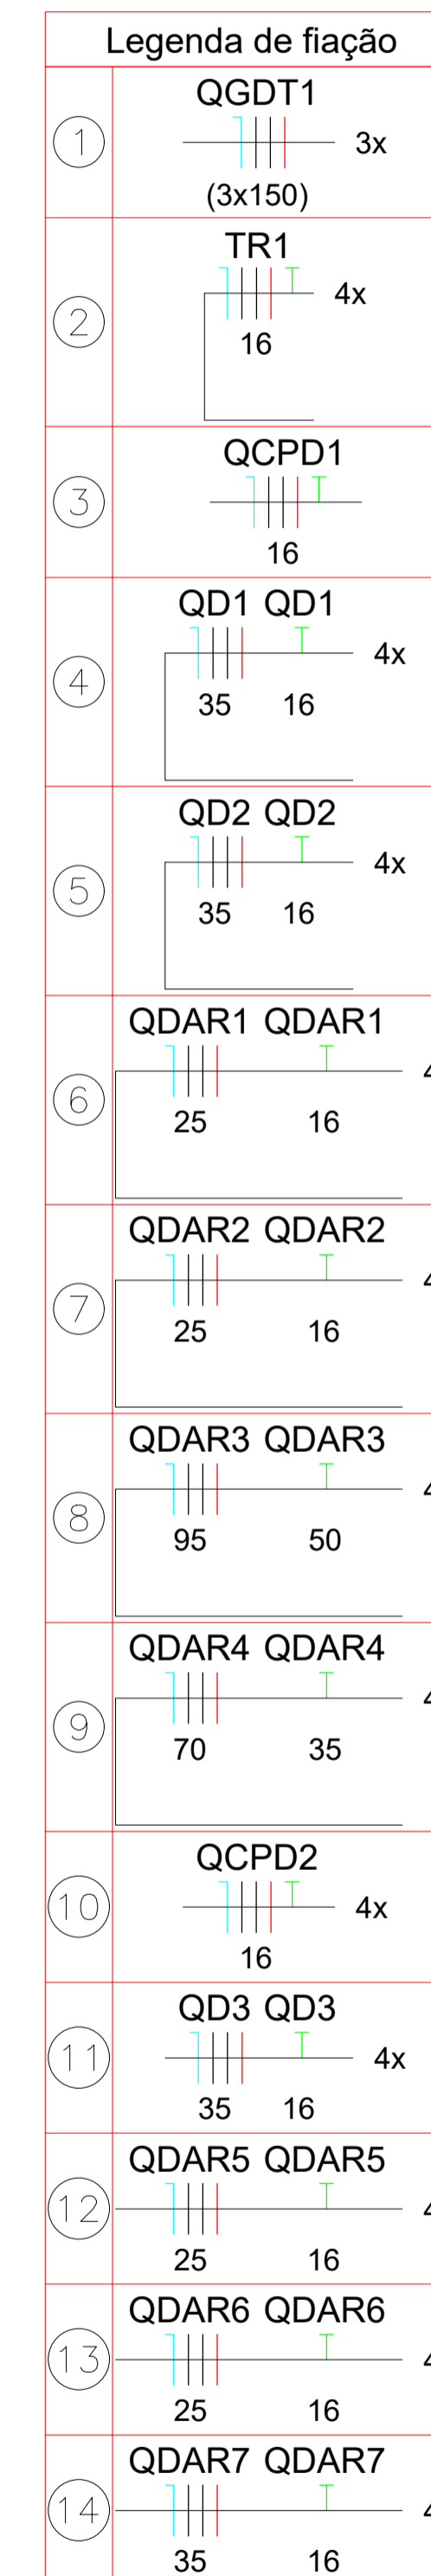 Legenda de fiação
1
QGDT1
3x
(3x150)
2
TR1
4x
16
3
QCPD1
16
4
QD1 QD1
4x
35 16
5
QD2 QD2
4x
35 16
6
QDAR1 QDAR1
25 16
7
QDAR2 QDAR2
25 16
8
QDAR3 QDAR3
95 50
9
QDAR4 QDAR4
70 35
10
QCPD2
4x
16
11
QD3 QD3
4x
35 16
12
QDAR5 QDAR5
25 16
13
QDAR6 QDAR6
25 16
14
QDAR7 QDAR7
35 16